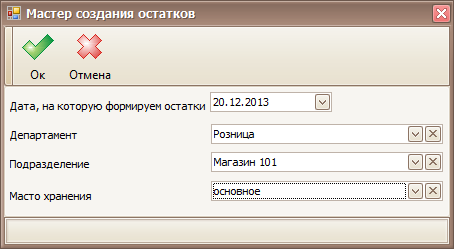 Мастер создания остатков
Ок Отмена
Дата, на которую формируем остатки 20.12.2013
Департамент Розница
Подразделение Магазин 101
Масто хранения основное